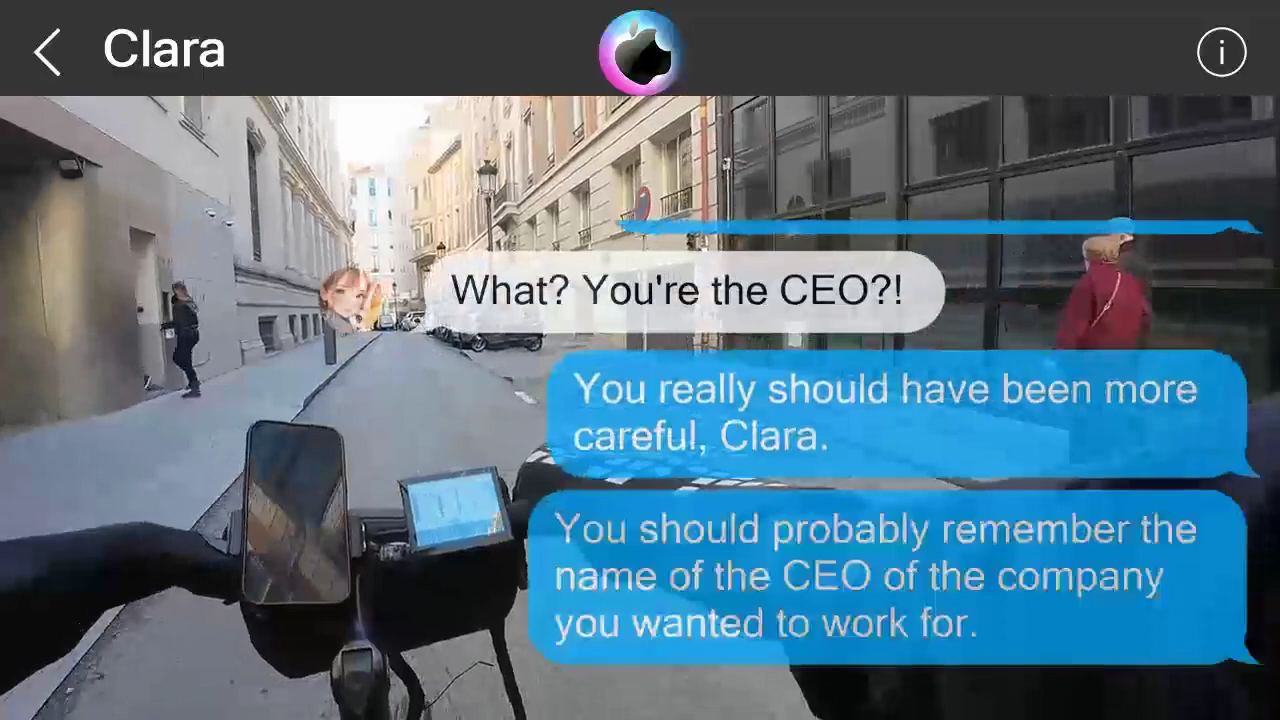 Clara
What? You're the CEO?!
You really should have been more
careful, Clara.
You should probably remember the
name of the CEO of the company
you wanted to work for.